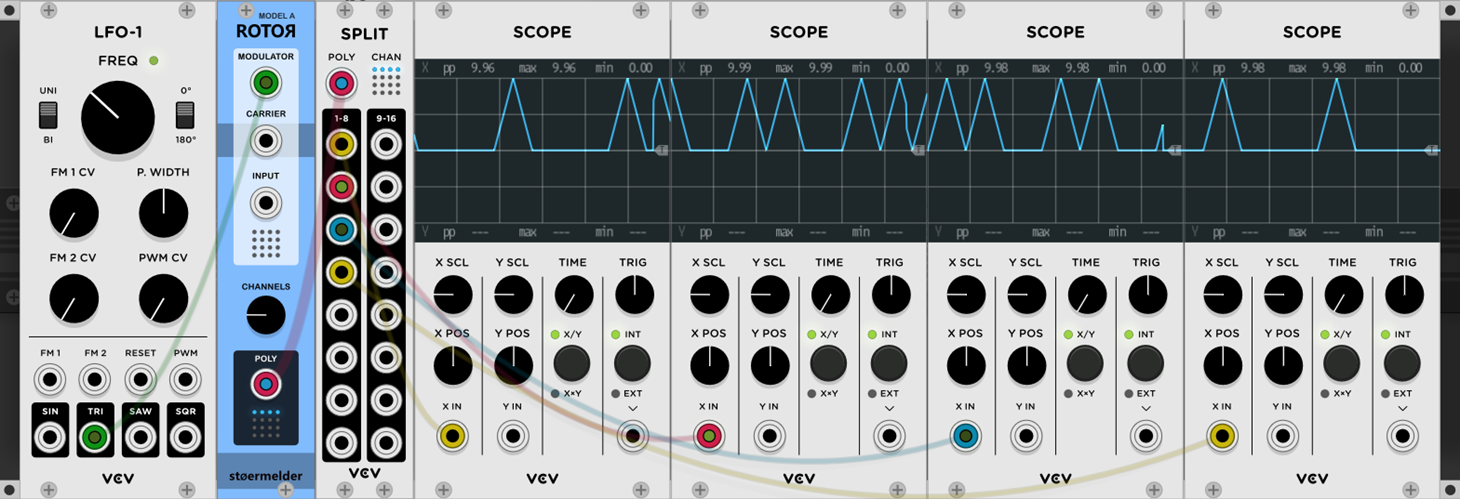 LFO-1
FREQ
UNI
0°
BI
180°
FM 1 CV
P. WIDTH
FM 2 CV
PWM CV
FM 1
FM 2
RESET
PWM
SIN
TRI
SAW
SQR
VCV
MODEL A
ROTOЯ
MODULATOR
CARRIER
INPUT
CHANNELS
POLY
støermelder
SPLIT
POLY
CHAN
1-8
9-16
VCV
SCOPE
X pp 9.96 max 9.96 min 0.00
T
Y pp --- max --- min ---
X SCL
Y SCL
TIME
TRIG
X POS
Y POS
X/Y
INT
X×Y
EXT
X IN
Y IN
VCV
SCOPE
X pp 9.99 max 9.99 min 0.00
T
Y pp --- max --- min ---
X SCL
Y SCL
TIME
TRIG
X POS
Y POS
X/Y
INT
X×Y
EXT
X IN
Y IN
VCV
SCOPE
X pp 9.98 max 9.98 min 0.00
T
Y pp --- max --- min ---
X SCL
Y SCL
TIME
TRIG
X POS
Y POS
X/Y
INT
X×Y
EXT
X IN
Y IN
VCV
SCOPE
X pp 9.98 max 9.98 min 0.00
T
Y pp --- max --- min ---
X SCL
Y SCL
TIME
TRIG
X POS
Y POS
X/Y
INT
X×Y
EXT
X IN
Y IN
VCV